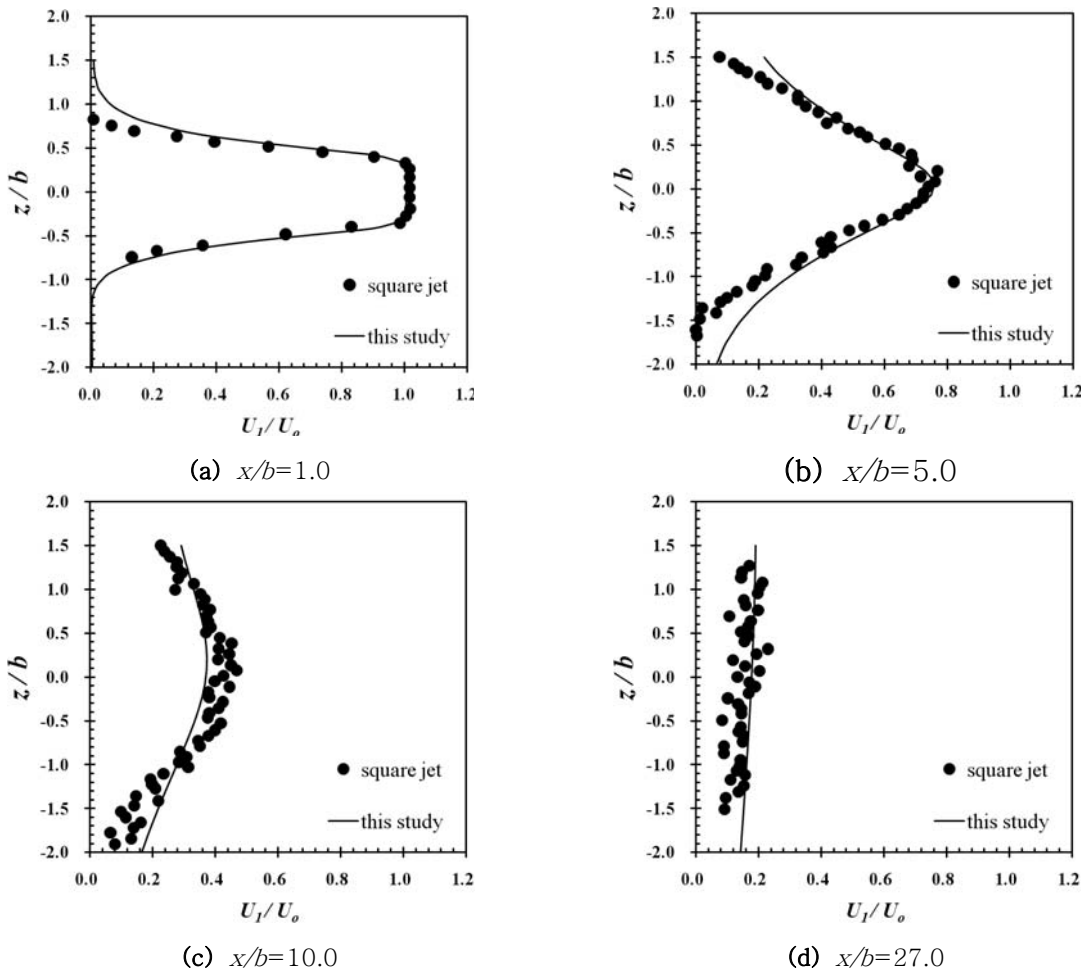 2.0
1.5
1.0
0.5
0.0
-0.5
-1.0
-1.5
-2.0
z / b
square jet
this study
0.0 0.2 0.4 0.6 0.8 1.0 1.2
U₁/ Uₒ
(a) x/b=1.0
2.0
1.5
1.0
0.5
0.0
-0.5
-1.0
-1.5
-2.0
z / b
square jet
this study
0.0 0.2 0.4 0.6 0.8 1.0 1.2
U₁/ Uₒ
(b) x/b=5.0
2.0
1.5
1.0
0.5
0.0
-0.5
-1.0
-1.5
-2.0
z / b
square jet
this study
0.0 0.2 0.4 0.6 0.8 1.0 1.2
U₁/ Uₒ
(c) x/b=10.0
2.0
1.5
1.0
0.5
0.0
-0.5
-1.0
-1.5
-2.0
z / b
square jet
this study
0.0 0.2 0.4 0.6 0.8 1.0 1.2
U₁/ Uₒ
(d) x/b=27.0